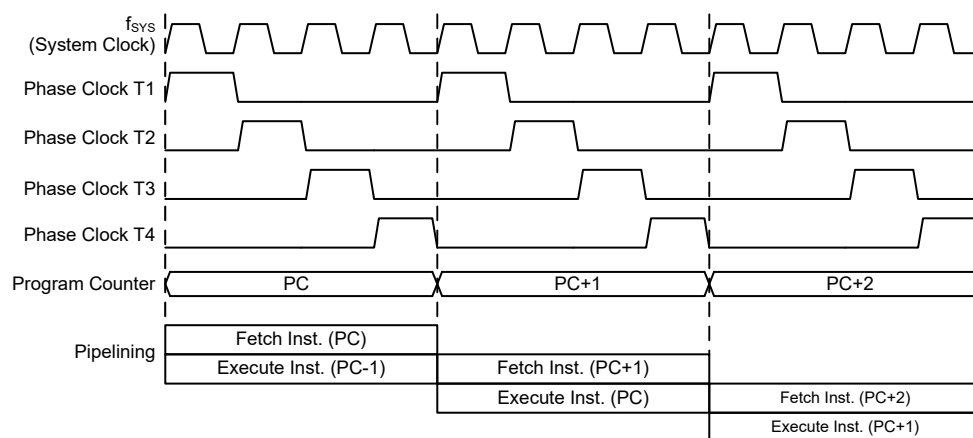 fSYS
(System Clock)
Phase Clock T1
Phase Clock T2
Phase Clock T3
Phase Clock T4
Program Counter PC PC+1 PC+2
Pipelining
Fetch Inst. (PC)
Execute Inst. (PC-1) Fetch Inst. (PC+1)
Execute Inst. (PC) Fetch Inst. (PC+2)
Execute Inst. (PC+1)